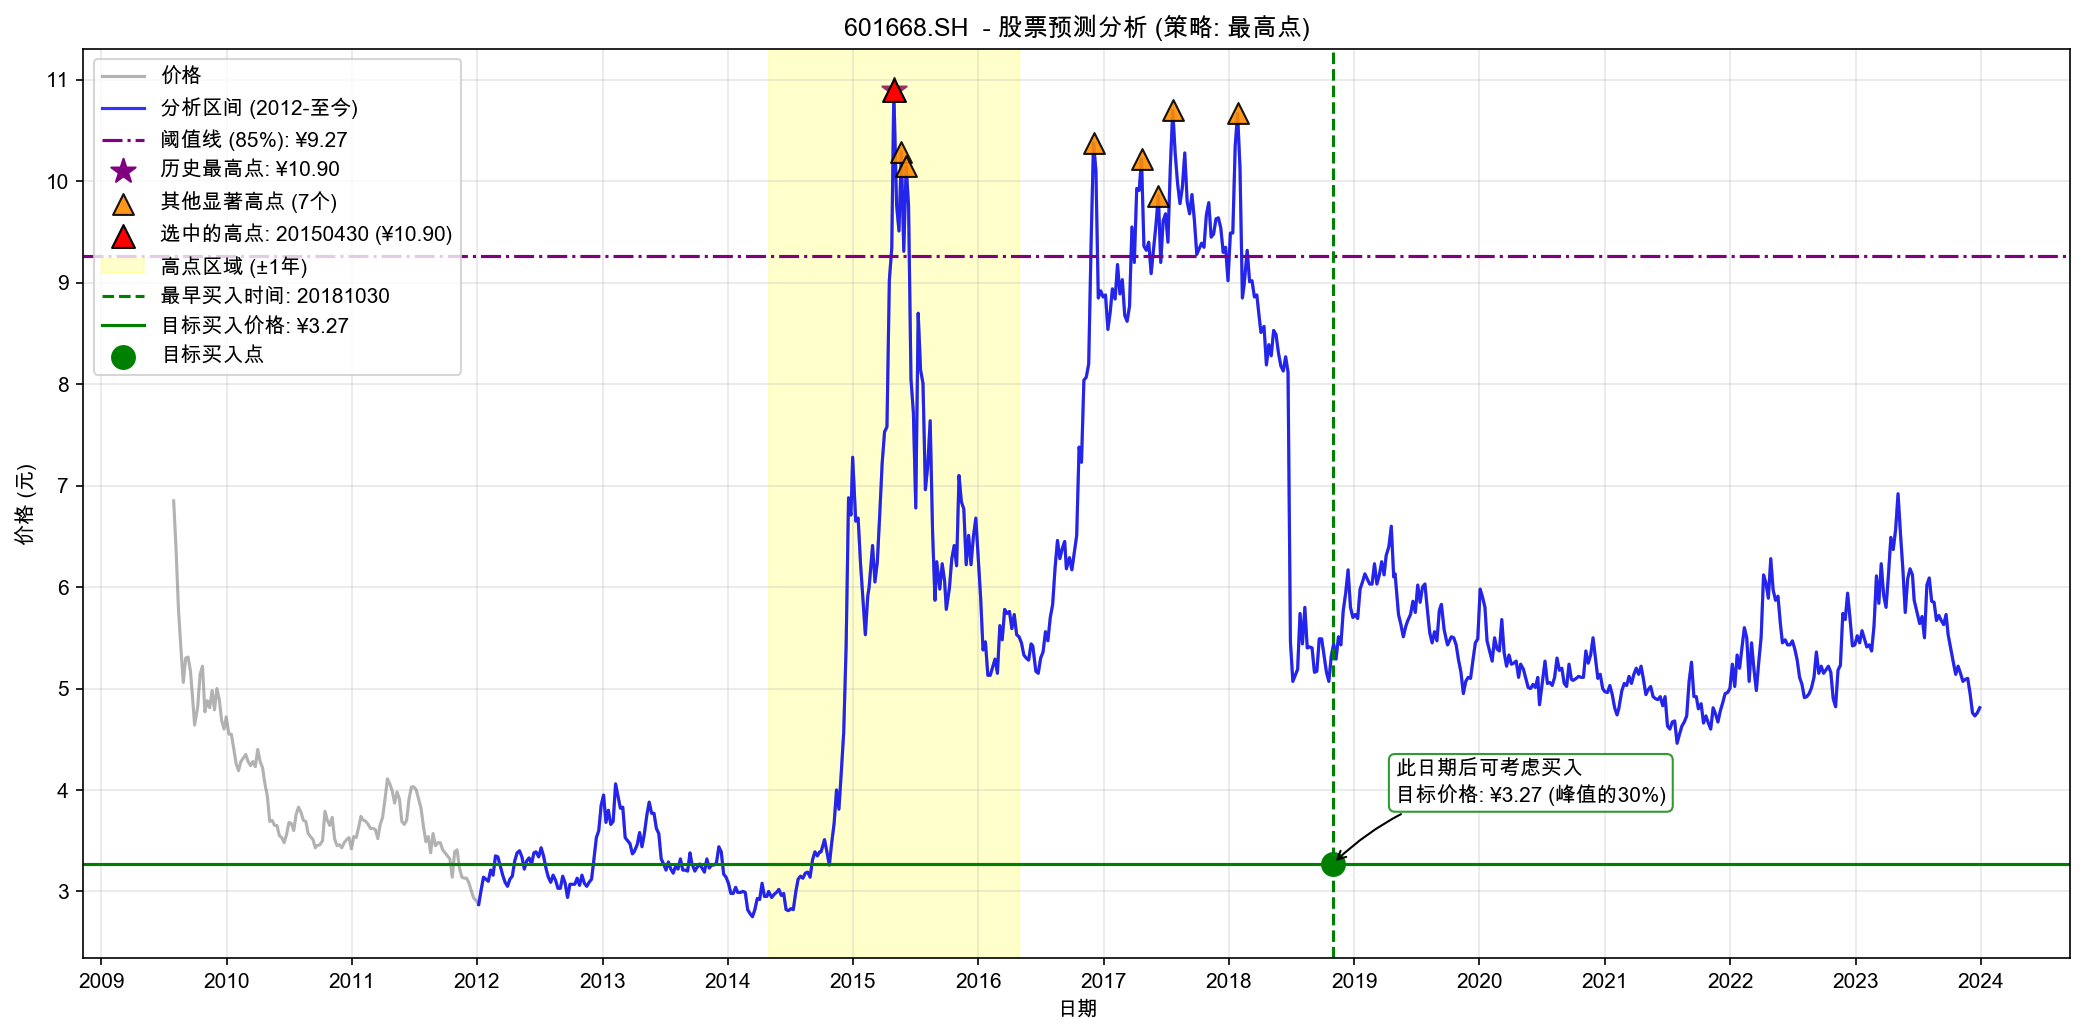 601668.SH - 股票预测分析 (策略: 最高点)
价格
分析区间 (2012-至今)
阈值线 (85%): ¥9.27
历史最高点: ¥10.90
其他显著高点 (7个)
选中的高点: 20150430 (¥10.90)
高点区域 (±1年)
最早买入时间: 20181030
目标买入价格: ¥3.27
目标买入点
11
10
9
8
7
6
5
4
3
价格 (元)
此日期后可考虑买入
目标价格: ¥3.27 (峰值的30%)
2009
2010
2011
2012
2013
2014
2015
2016
2017
2018
2019
2020
2021
2022
2023
2024
日期